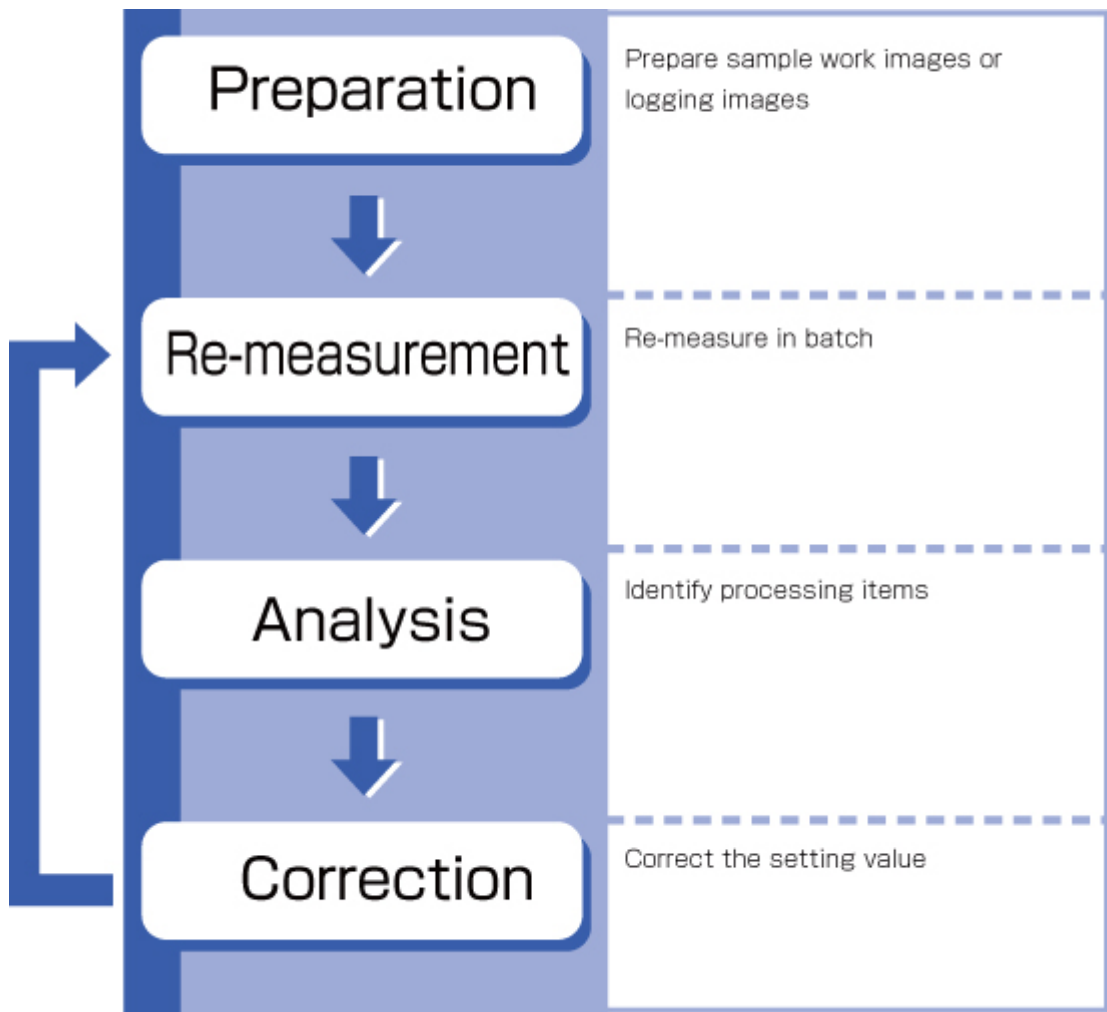 Preparation
Prepare sample work images or
logging images
Re-measurement
Re-measure in batch
Analysis
Identify processing items
Correction
Correct the setting value